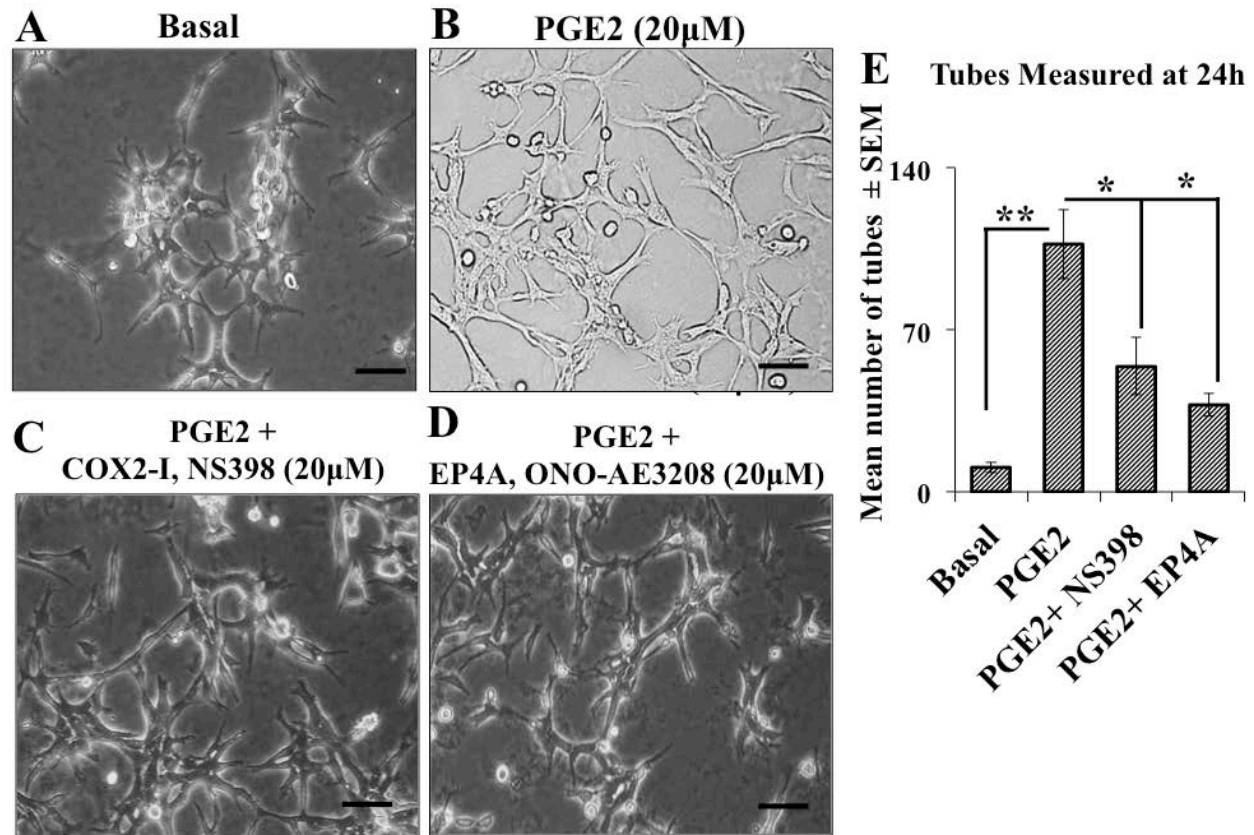 A
Basal
B
PGE2 (20μM)
C
PGE2 +
COX2-I, NS398 (20μM)
D
PGE2 +
EP4A, ONO-AE3208 (20μM)
E
Tubes Measured at 24h
Mean number of tubes ± SEM
140
70
0
**
*
*
Basal
PGE2
PGE2+ NS398
PGE2+ EP4A